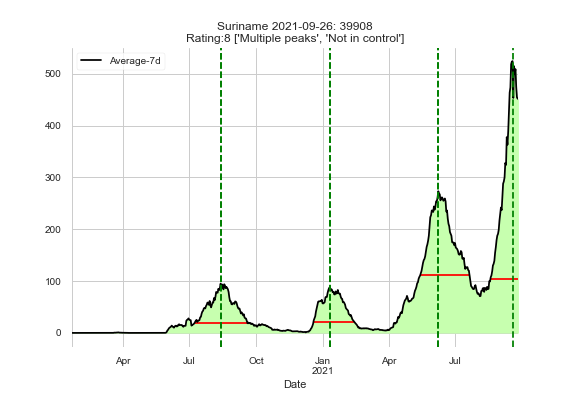 Suriname 2021-09-26: 39908
Rating:8 ['Multiple peaks', 'Not in control']
Average-7d
500
400
300
200
100
0
Apr
Jul
Oct
Jan
2021
Apr
Jul
Date